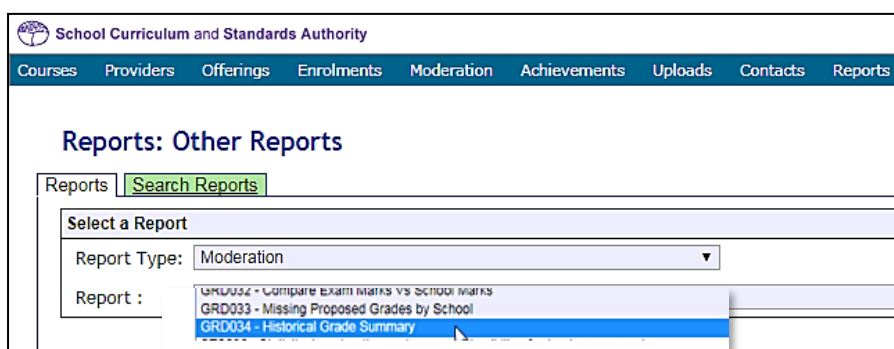 School Curriculum and Standards Authority
Courses Providers Offerings Enrolments Moderation Achievements Uploads Contacts Reports
Reports: Other Reports
Reports Search Reports
Select a Report
Report Type: Moderation
GRD032 - Compare Exam Marks Vs School Marks
Report :
GRD033 - Missing Proposed Grades by School
GRD034 - Historical Grade Summary